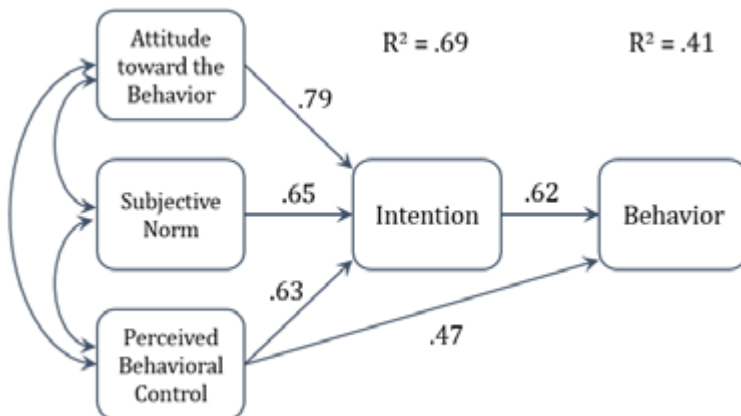 Attitude
toward the
Behavior
R² = .69
R² = .41
.79
Subjective
Norm
.65
Intention
.62
Behavior
.63
Perceived
Behavioral
Control
.47